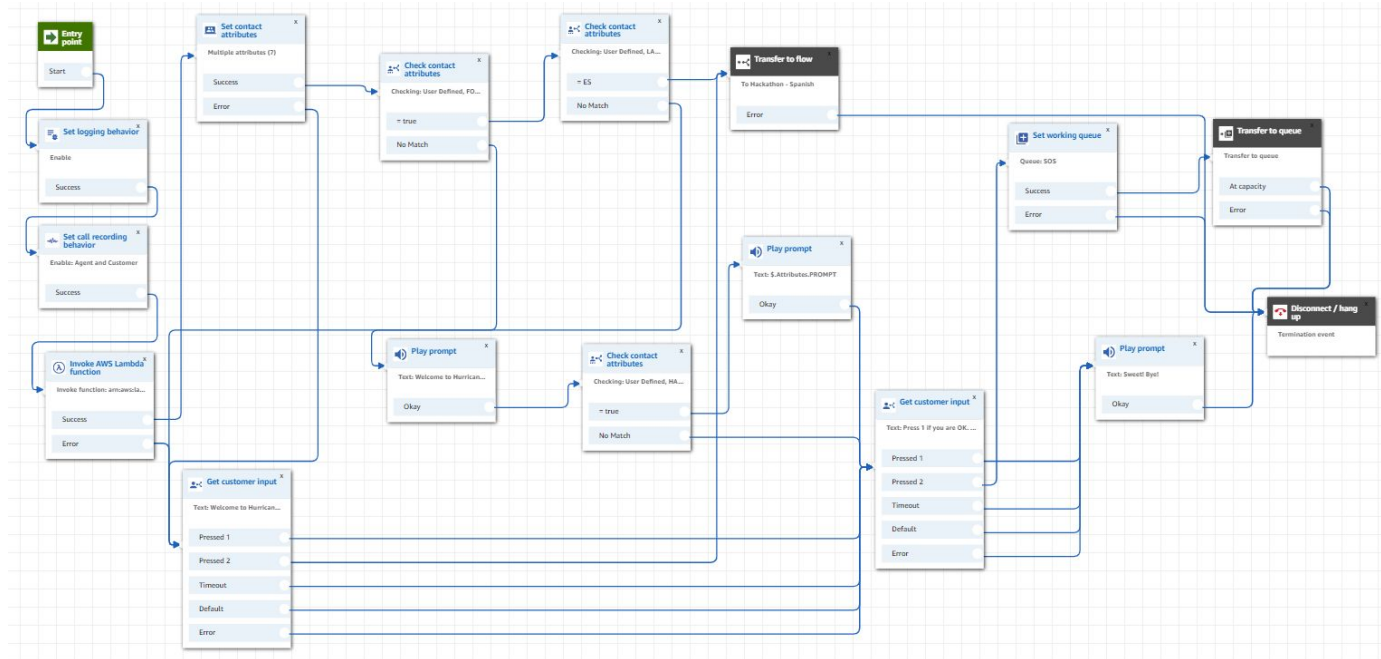 Entry
point
Start
x
Set logging behavior
Enable
Success
x
Set call recording
behavior
Enable: Agent and Customer
Success
x
Invoke AWS Lambda
function
Invoke function: arn:aws:la...
Success
Error
x
Set contact
attributes
Multiple attributes (7)
Success
Error
x
Check contact
attributes
Checking: User Defined, FO...
= true
No Match
x
Check contact
attributes
Checking: User Defined, LA...
= ES
No Match
x
Transfer to flow
To Hackathon - Spanish
Error
x
Play prompt
Text: Welcome to Hurrican...
Okay
x
Check contact
attributes
Checking: User Defined, HA...
= true
No Match
x
Play prompt
Text: $.Attributes.PROMPT
Okay
x
Get customer input
Text: Welcome to Hurrican...
Pressed 1
Pressed 2
Timeout
Default
Error
x
Get customer input
Text: Press 1 if you are OK. ...
Pressed 1
Pressed 2
Timeout
Default
Error
x
Set working queue
Queue: SOS
Success
Error
x
Transfer to queue
Transfer to queue
At capacity
Error
x
Play prompt
Text: Sweet! Bye!
Okay
x
Disconnect / hang
up
Termination event